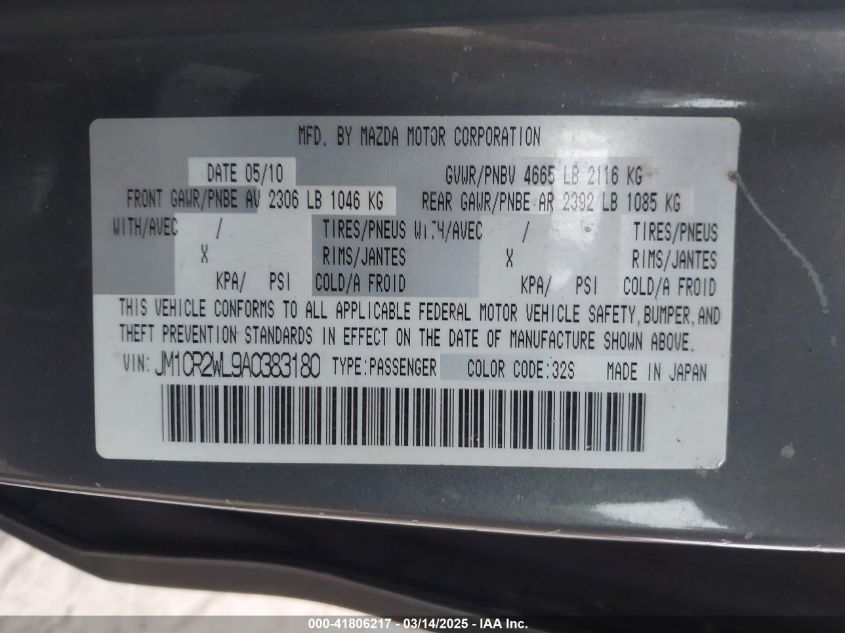 MFD. BY MAZDA MOTOR CORPORATION
DATE 05/10 GVWR/PNBV 4665 LB 2116 KG
FRONT GAWR/PNBE AV 2306 LB 1046 KG REAR GAWR/PNBE AR 2392 LB 1085 KG
WITH/AVEC / TIRES/PNEUS WITH/AVEC / TIRES/PNEUS
X RIMS/JANTES X RIMS/JANTES
KPA/ PSI COLD/A FROID KPA/ PSI COLD/A FROID
THIS VEHICLE CONFORMS TO ALL APPLICABLE FEDERAL MOTOR VEHICLE SAFETY, BUMPER, AND
THEFT PREVENTION STANDARDS IN EFFECT ON THE DATE OF MANUFACTURE SHOWN ABOVE.
VIN: JM1CR2WL9A0383180 TYPE:PASSENGER COLOR CODE:32S MADE IN JAPAN
000-41806217 - 03/14/2025 - IAAI.com